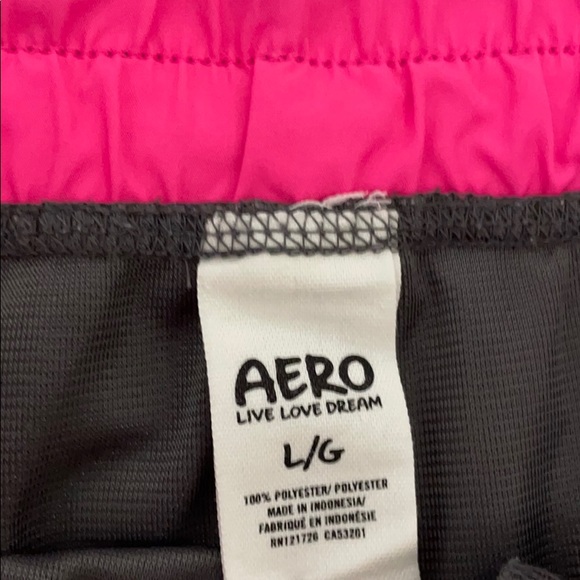 AERO
LIVE LOVE DREAM
L/G
100% POLYESTER/ POLYESTER
MADE IN INDONESIA/
FABRIQUÉ EN INDONÉSIE
RN121726 CA53201